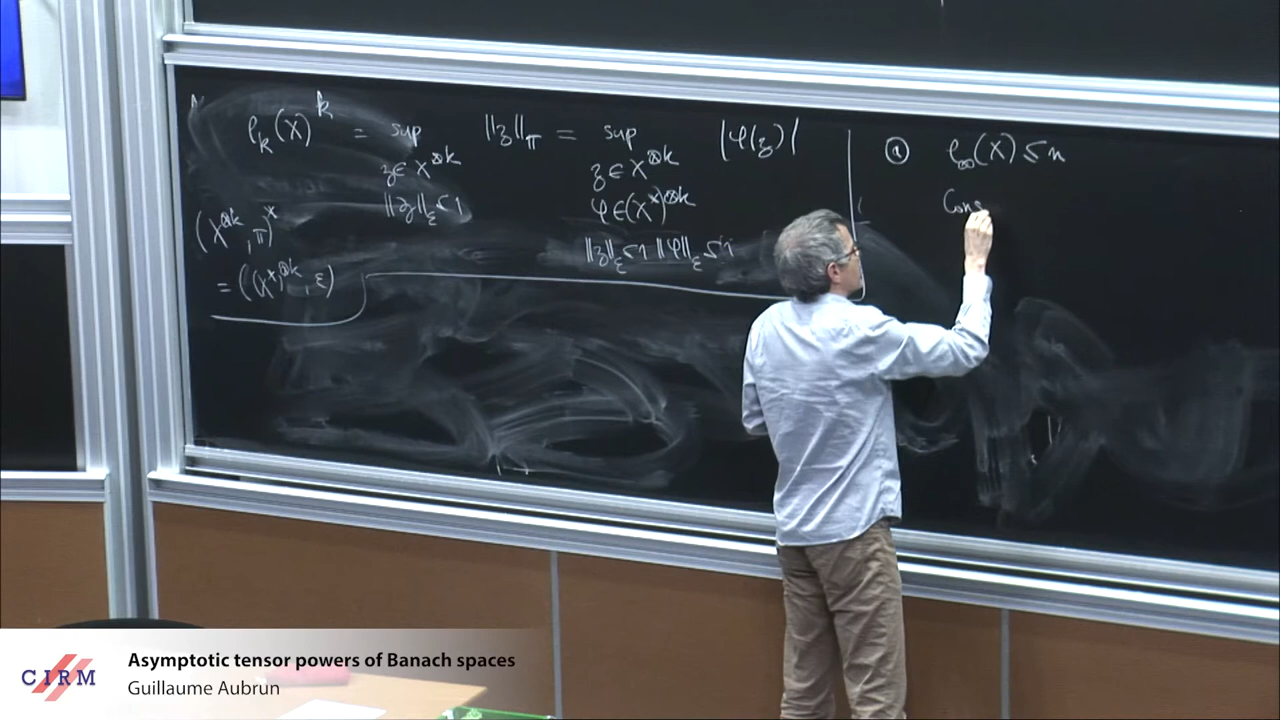 ρ_k(X)^k = sup ‖z‖_π = sup |φ(z)|
z ∈ X^{⊗k} z ∈ X^{⊗k}
‖z‖_ε ≤ 1 φ ∈ (X*)^{⊗k}
‖z‖_ε ≤ 1 ‖φ‖_ε ≤ 1
(X^{⊗k}, π)*
= ((X*)^{⊗k}, ε)
ⓐ ρ_∞(X) ≤ n
Cons
CIRM
Asymptotic tensor powers of Banach spaces
Guillaume Aubrun